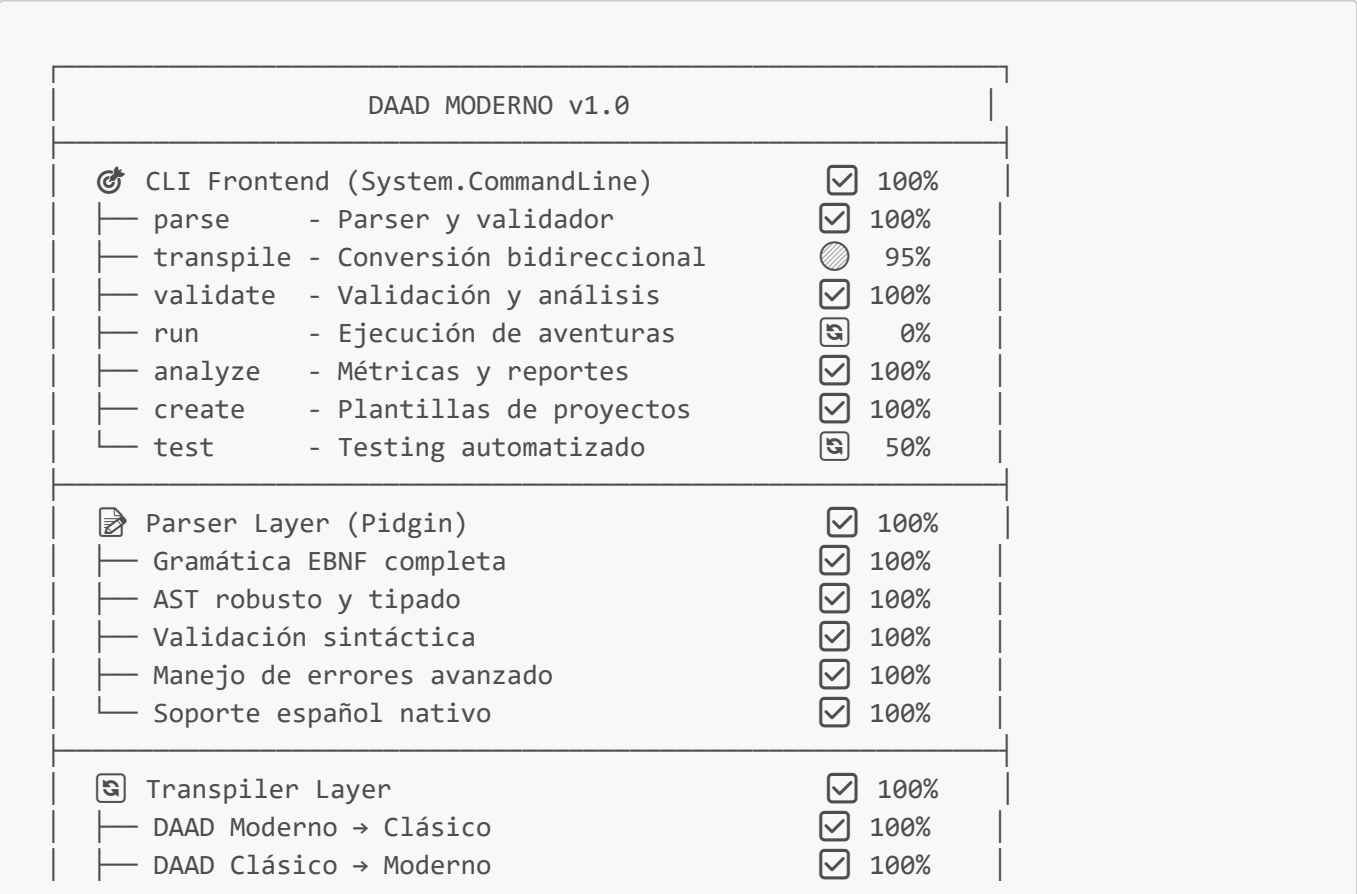 DAAD MODERNO v1.0
🎯 CLI Frontend (System.CommandLine) ☑ 100%
├── parse - Parser y validador ☑ 100%
├── transpile - Conversión bidireccional 95%
├── validate - Validación y análisis ☑ 100%
├── run - Ejecución de aventuras 🔄 0%
├── analyze - Métricas y reportes ☑ 100%
├── create - Plantillas de proyectos ☑ 100%
└── test - Testing automatizado 🔄 50%
📝 Parser Layer (Pidgin) ☑ 100%
├── Gramática EBNF completa ☑ 100%
├── AST robusto y tipado ☑ 100%
├── Validación sintáctica ☑ 100%
├── Manejo de errores avanzado ☑ 100%
└── Soporte español nativo ☑ 100%
🔄 Transpiler Layer ☑ 100%
├── DAAD Moderno → Clásico ☑ 100%
├── DAAD Clásico → Moderno ☑ 100%